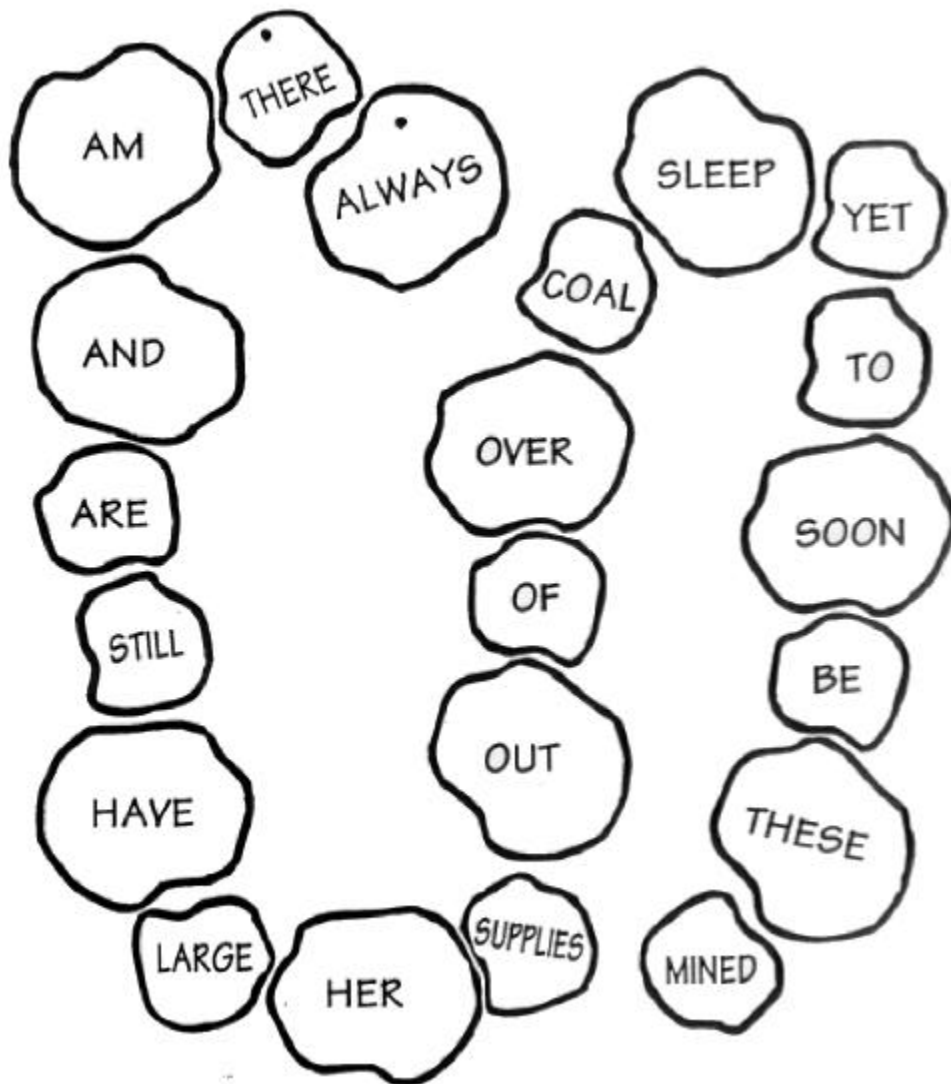 AM
THERE
ALWAYS
AND
ARE
STILL
HAVE
LARGE
HER
SUPPLIES
OUT
OF
OVER
COAL
SLEEP
YET
TO
SOON
BE
THESE
MINED